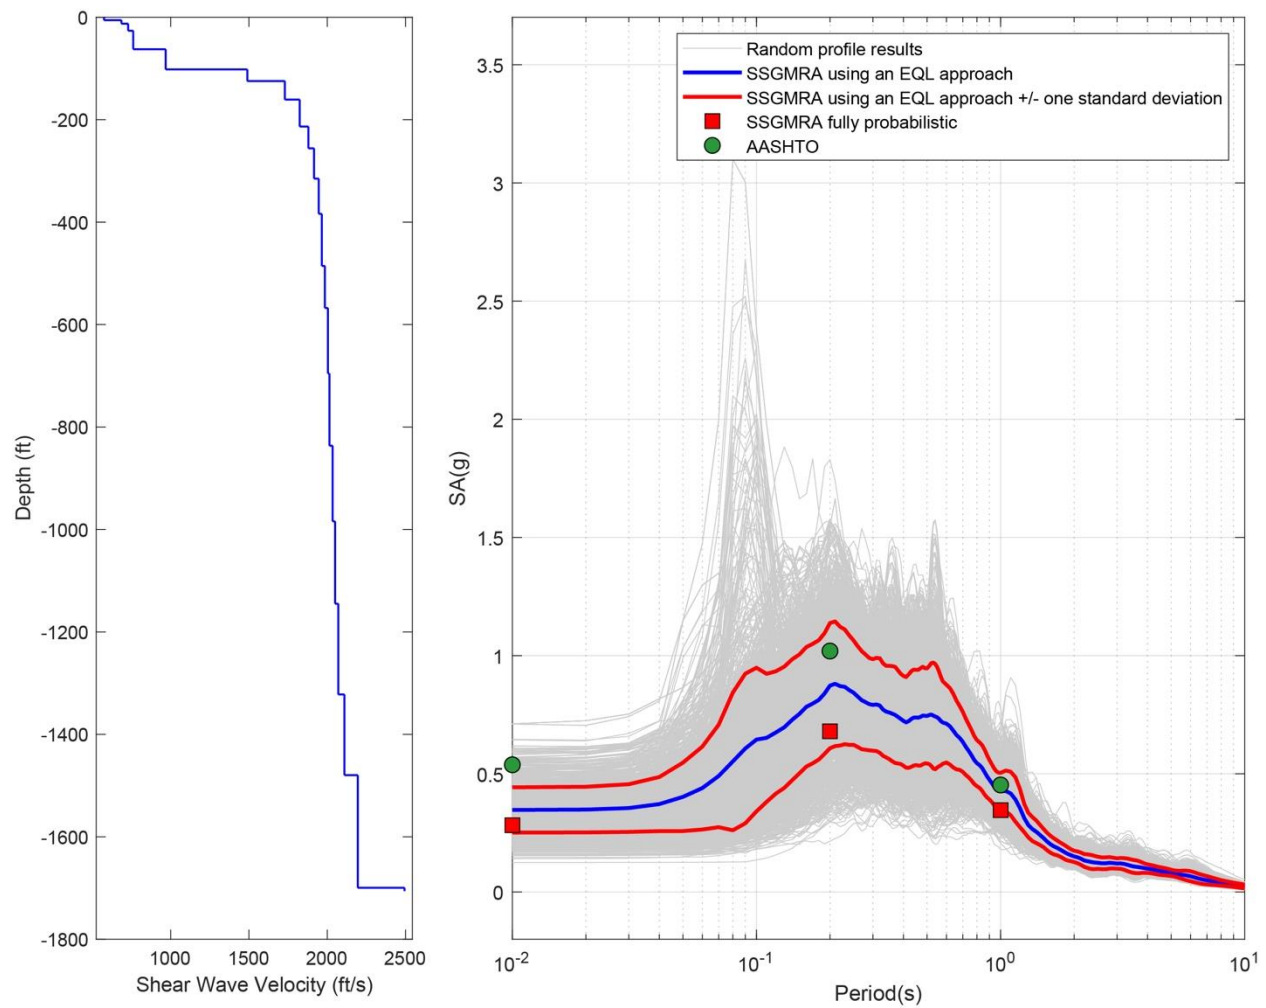 0
-200
-400
-600
-800
-1000
-1200
-1400
-1600
-1800
Depth (ft)
1000 1500 2000 2500
Shear Wave Velocity (ft/s)
3.5
3
2.5
2
1.5
1
0.5
0
SA(g)
Random profile results
SSGMRA using an EQL approach
SSGMRA using an EQL approach +/- one standard deviation
SSGMRA fully probabilistic
AASHTO
10-2 10-1 100 101
Period(s)